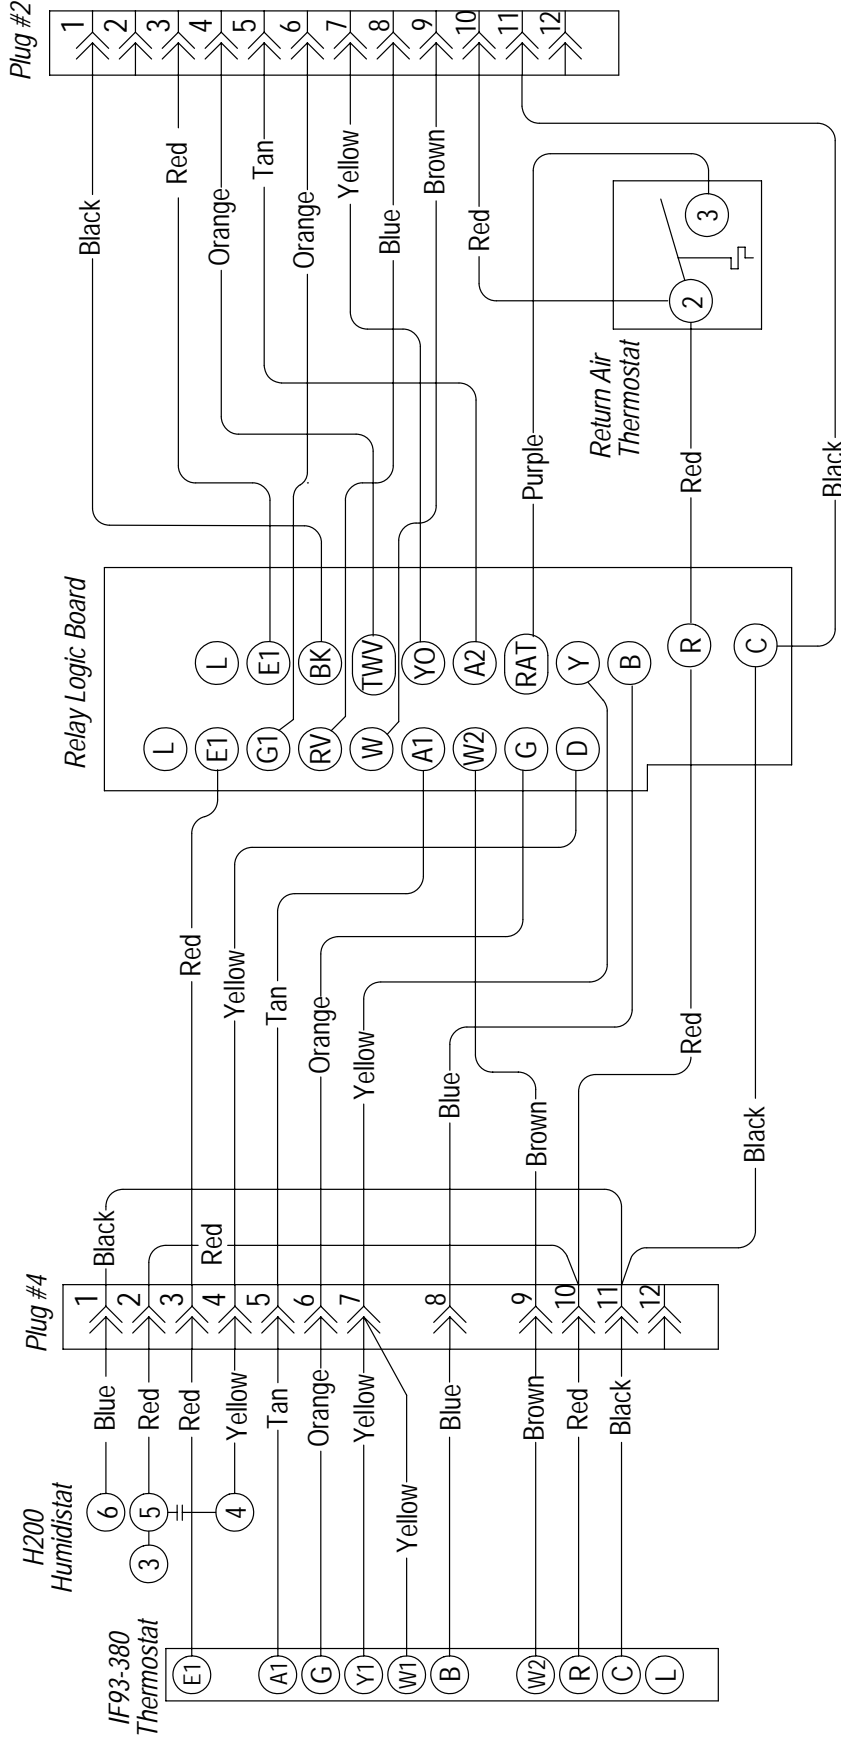 Plug #2
1
2
3
4
5
6
7
8
9
10
11
12
Black
Red
Orange
Tan
Orange
Yellow
Blue
Brown
Red
Purple
Red
Black
Return Air
Thermostat
2
3
Relay Logic Board
L
E1
BK
TWV
YO
A2
RAT
Y
B
R
C
L
E1
G1
RV
W
A1
W2
G
D
Red
Yellow
Tan
Orange
Yellow
Blue
Brown
Red
Black
Black
Red
Plug #4
1
2
3
4
5
6
7
8
9
10
11
12
Blue
Red
Red
Yellow
Tan
Orange
Yellow
Yellow
Blue
Brown
Red
Black
H200
Humidistat
6
5
3
4
IF93-380
Thermostat
E1
A1
G
Y1
W1
B
W2
R
C
L